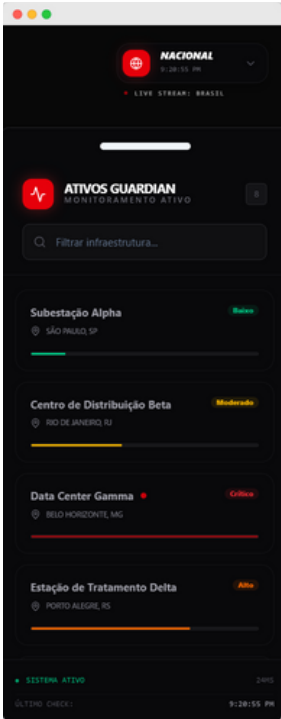 NACIONAL
9:20:55 PM
LIVE STREAM: BRASIL
ATIVOS GUARDIAN
MONITORAMENTO ATIVO
8
Filtrar infraestrutura...
Subestação Alpha
Baixo
SÃO PAULO, SP
Centro de Distribuição Beta
Moderado
RIO DE JANEIRO, RJ
Data Center Gamma
Crítico
BELO HORIZONTE, MG
Estação de Tratamento Delta
Alto
PORTO ALEGRE, RS
SISTEMA ATIVO
24MS
ÚLTIMO CHECK:
9:20:55 PM